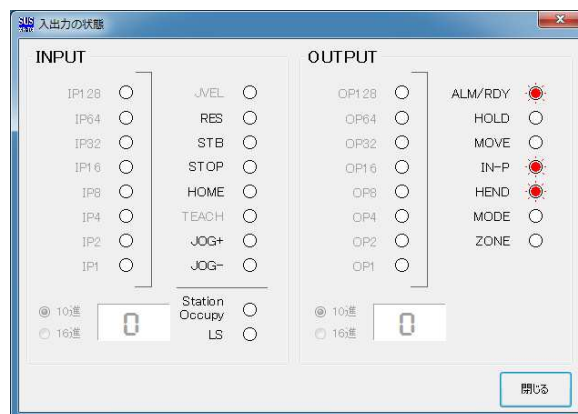 SUS 入出力の状態
INPUT
IP128
IP64
IP32
IP16
IP8
IP4
IP2
IP1
10進
16進
0
JVEL
RES
STB
STOP
HOME
TEACH
JOG+
JOG-
Station
Occupy
LS
OUTPUT
OP128
OP64
OP32
OP16
OP8
OP4
OP2
OP1
10進
16進
0
ALM/RDY
HOLD
MOVE
IN-P
HEND
MODE
ZONE
閉じる